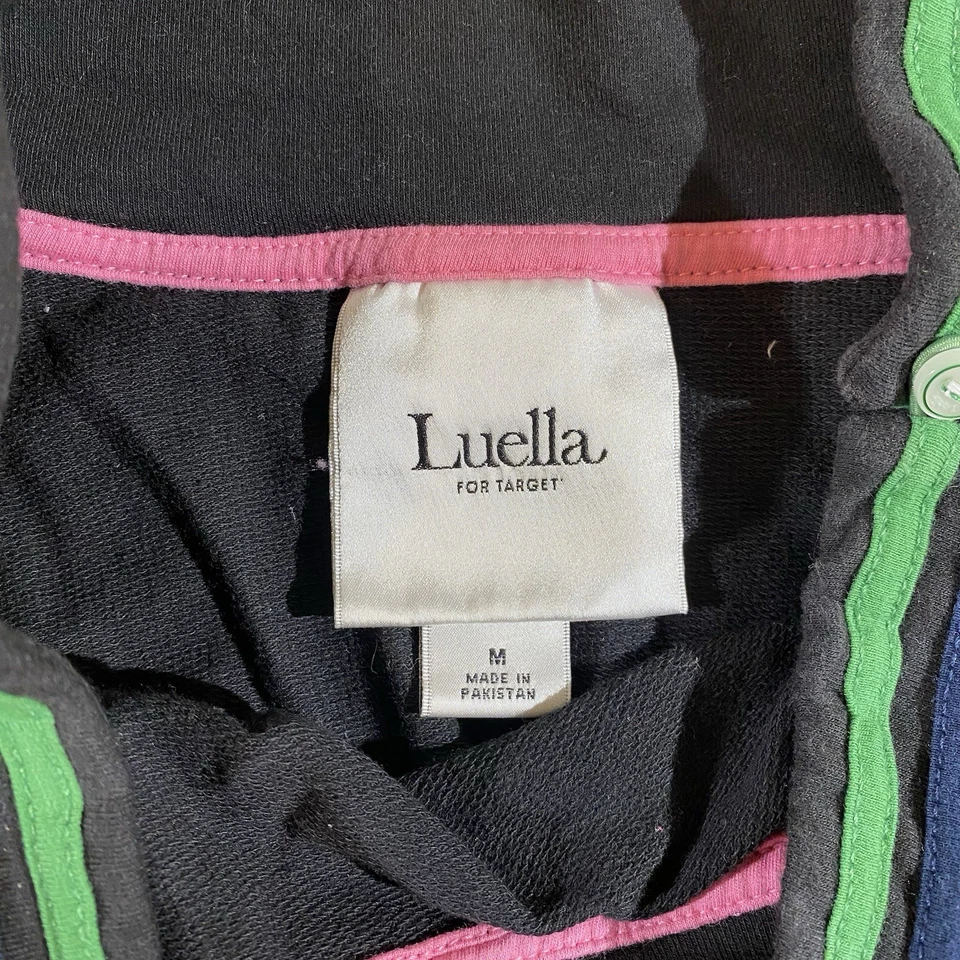 Luella
FOR TARGET
M
MADE IN
PAKISTAN